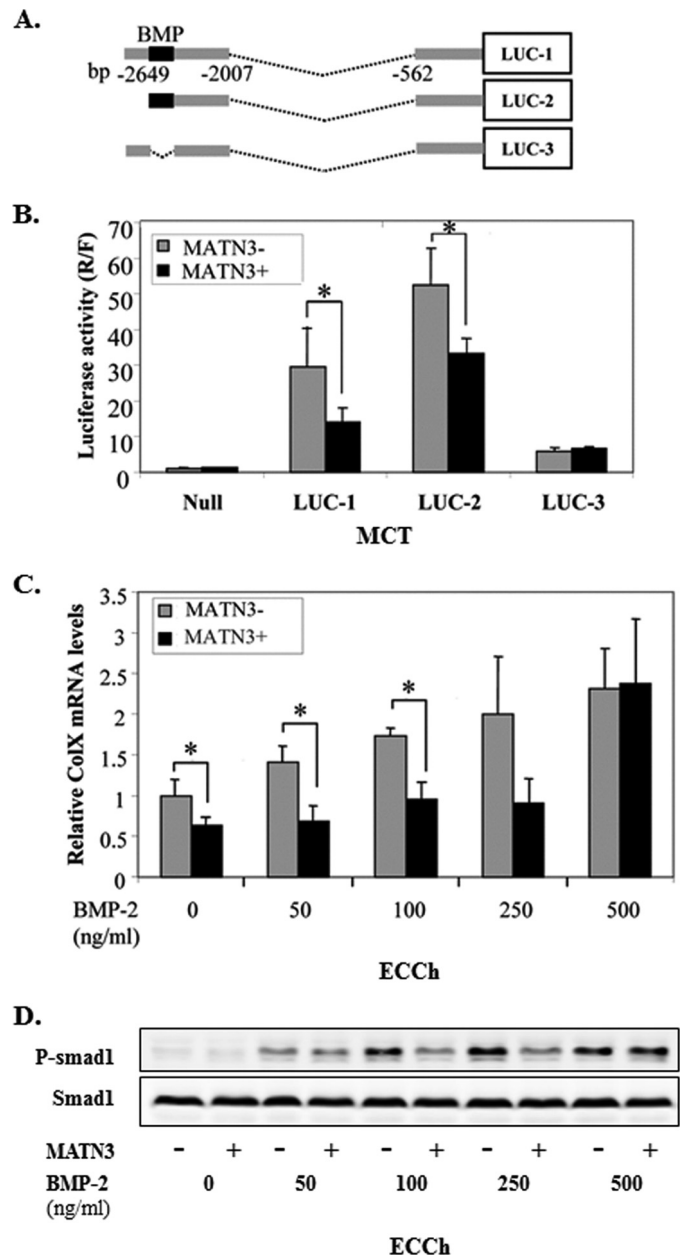 A.
BMP
LUC-1
bp -2649 -2007 -562
LUC-2
LUC-3
B.
Luciferase activity (R/F)
70
60
50
40
30
20
10
0
MATN3-
MATN3+
*
*
Null LUC-1 LUC-2 LUC-3
MCT
C.
Relative ColX mRNA levels
3.5
3
2.5
2
1.5
1
0.5
0
MATN3-
MATN3+
*
*
*
BMP-2 0 50 100 250 500
(ng/ml)
ECCh
D.
P-smad1
Smad1
MATN3 - + - + - + - + - +
BMP-2 0 50 100 250 500
(ng/ml)
ECCh